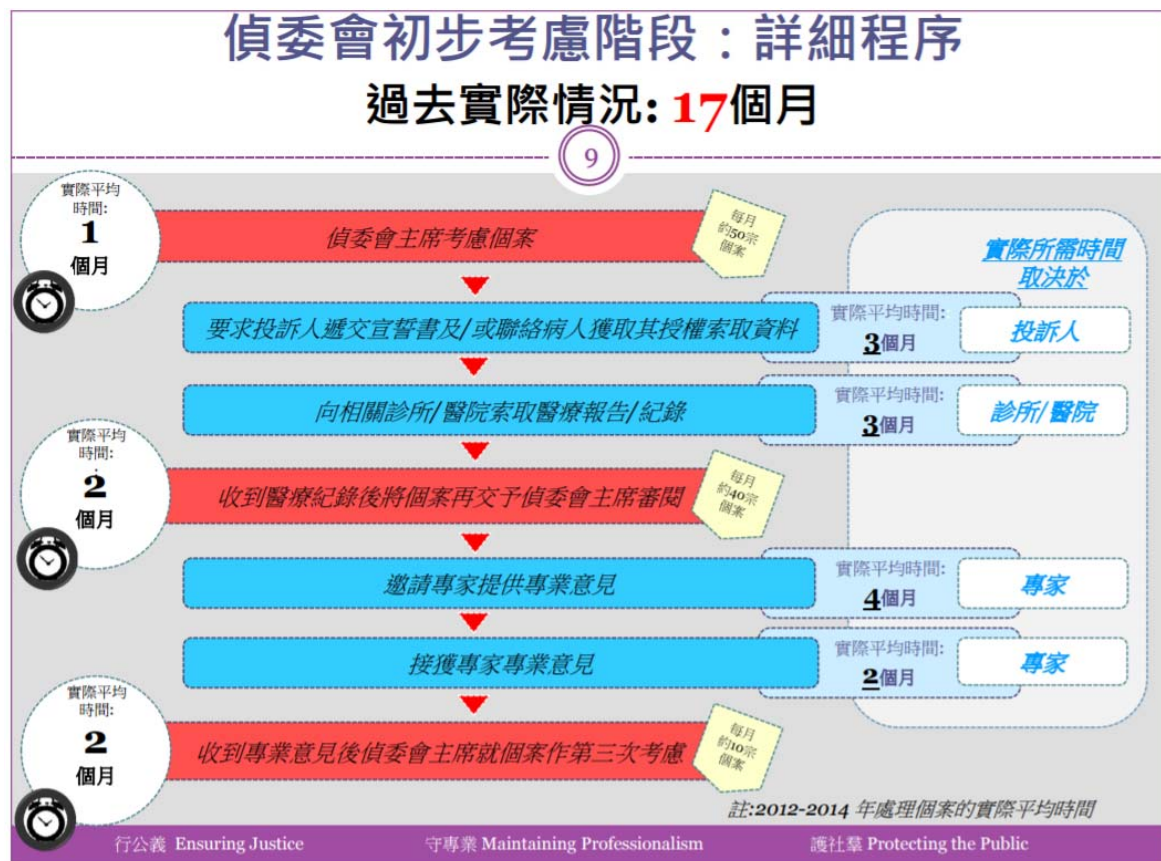 偵委會初步考慮階段：詳細程序
過去實際情況: 17個月
9
實際平均
時間:
1
個月
偵委會主席考慮個案
每月
約50宗
個案
實際所需時間
取決於
要求投訴人遞交宣誓書及/或聯絡病人獲取其授權索取資料
實際平均時間:
3個月
投訴人
向相關診所/醫院索取醫療報告/紀錄
實際平均時間:
3個月
診所/醫院
實際平均
時間:
2
個月
收到醫療紀錄後將個案再交予偵委會主席審閱
每月
約40宗
個案
邀請專家提供專業意見
實際平均時間:
4個月
專家
接獲專家專業意見
實際平均時間:
2個月
專家
實際平均
時間:
2
個月
收到專業意見後偵委會主席就個案作第三次考慮
每月
約10宗
個案
註:2012-2014 年處理個案的實際平均時間
行公義 Ensuring Justice
守專業 Maintaining Professionalism
護社羣 Protecting the Public